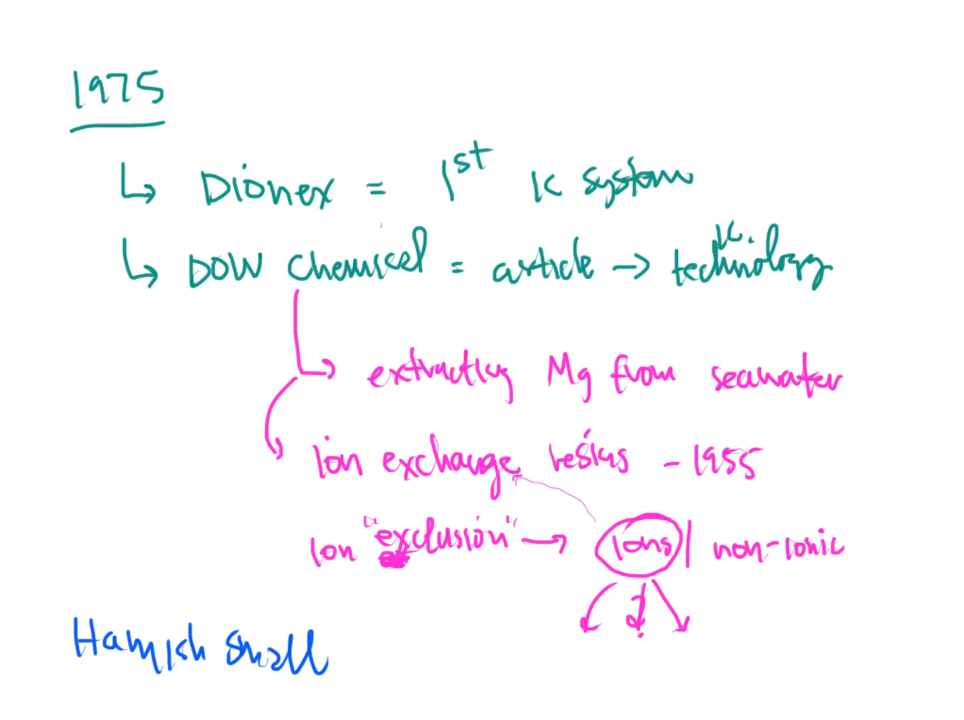 1975
↳ Dionex = 1st IC system
↳ DOW Chemical = article → IC. technology
↳ extracting Mg from seawater
Ion exchange resins - 1955
Ion "exclusion" → Ions | non-ionic
Hamish Small